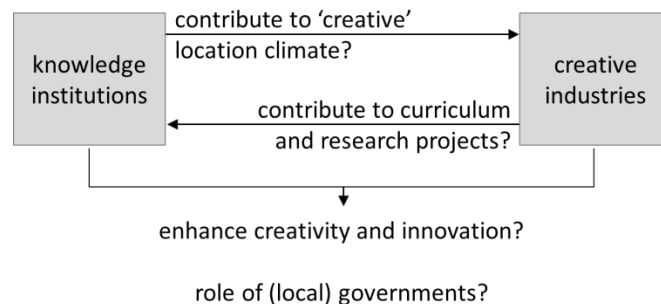 contribute to ‘creative’
location climate?
knowledge
institutions
creative
industries
contribute to curriculum
and research projects?
enhance creativity and innovation?
role of (local) governments?